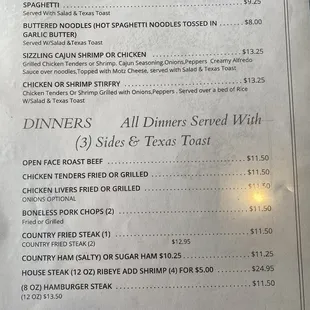 SPAGHETTI $9.25
Served With Salad & Texas Toast
BUTTERED NOODLES (HOT SPAGHETTI NOODLES TOSSED IN $8.00
GARLIC BUTTER)
Served W/Salad & Texas Toast
SIZZLING CAJUN SHRIMP OR CHICKEN $13.25
Grilled Chicken Tenders or Shrimp, Cajun Seasoning,Onions,Peppers Creamy Alfredo
Sauce over noodles,Topped with Motz Cheese, served with Salad & Texas Toast
CHICKEN OR SHRIMP STIRFRY $13.25
Chicken Tenders Or Shrimp Grilled with Onions,Peppers , Served over a bed of Rice
W/Salad & Texas Toast
DINNERS All Dinners Served With
(3) Sides & Texas Toast
OPEN FACE ROAST BEEF $11.50
CHICKEN TENDERS FRIED OR GRILLED $11.50
CHICKEN LIVERS FRIED OR GRILLED $11.50
ONIONS OPTIONAL
BONELESS PORK CHOPS (2) $11.50
Fried or Grilled
COUNTRY FRIED STEAK (1) $11.50
COUNTRY FRIED STEAK (2) $12.95
COUNTRY HAM (SALTY) OR SUGAR HAM $10.25 $11.25
HOUSE STEAK (12 OZ) RIBEYE ADD SHRIMP (4) FOR $5.00 $24.95
(8 OZ) HAMBURGER STEAK $11.50
(12 OZ) $13.50